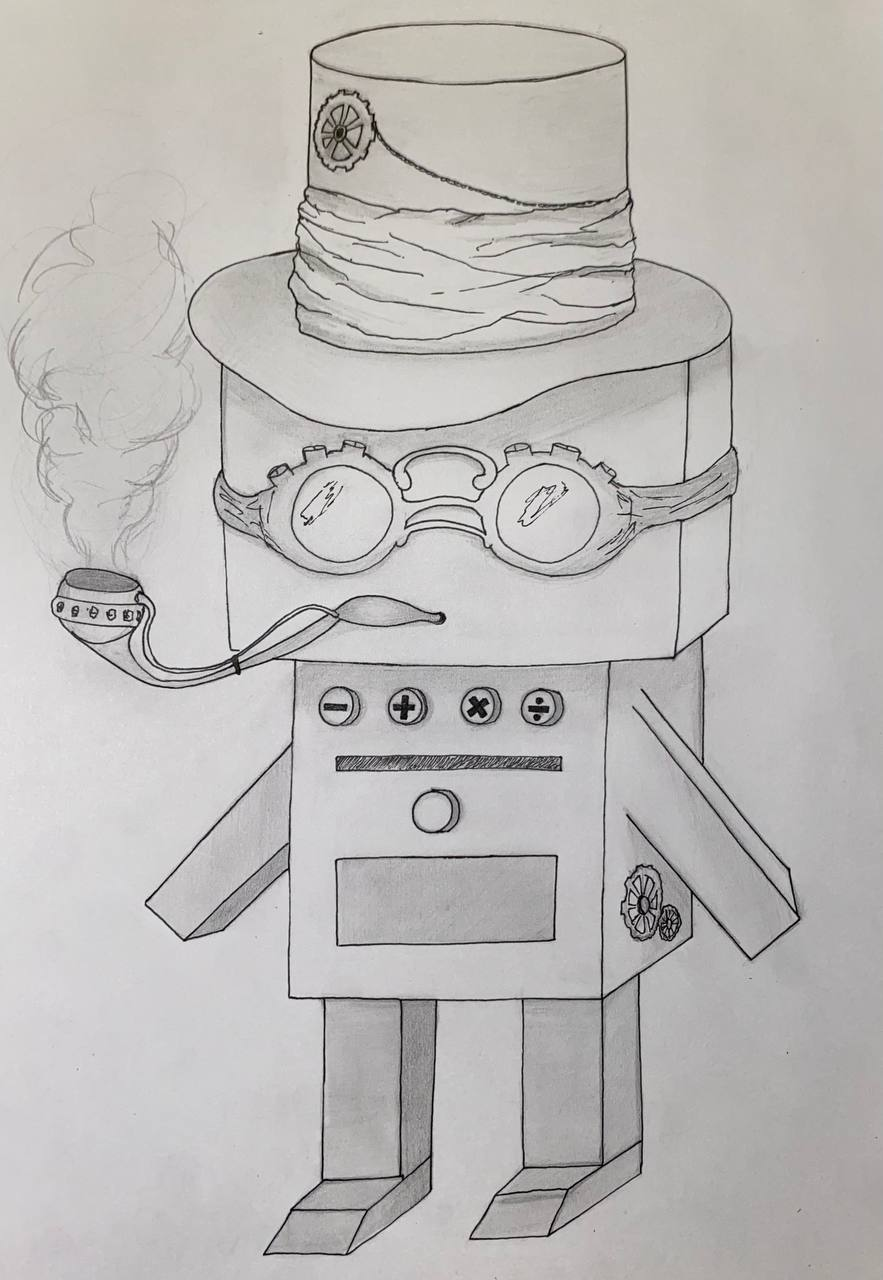 − + × ÷